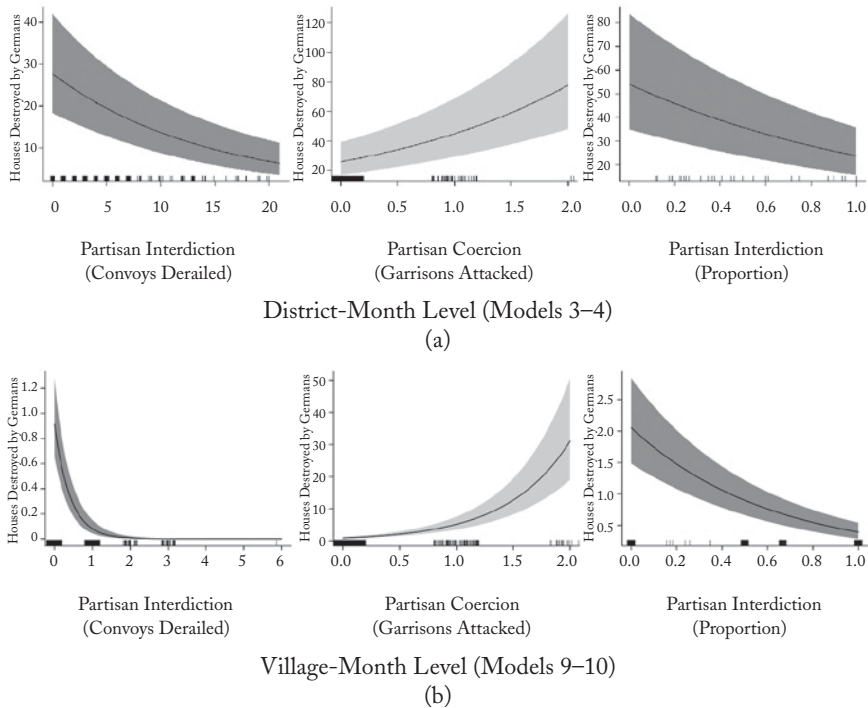 Houses Destroyed by Germans
40
30
20
10
0 5 10 15 20
Partisan Interdiction
(Convoys Derailed)
Houses Destroyed by Germans
120
100
80
60
40
20
0.0 0.5 1.0 1.5 2.0
Partisan Coercion
(Garrisons Attacked)
Houses Destroyed by Germans
80
70
60
50
40
30
20
0.0 0.2 0.4 0.6 0.8 1.0
Partisan Interdiction
(Proportion)
District-Month Level (Models 3–4)
(a)
Houses Destroyed by Germans
1.2
1.0
0.8
0.6
0.4
0.2
0
0 1 2 3 4 5 6
Partisan Interdiction
(Convoys Derailed)
Houses Destroyed by Germans
50
40
30
20
10
0
0.0 0.5 1.0 1.5 2.0
Partisan Coercion
(Garrisons Attacked)
Houses Destroyed by Germans
2.5
2.0
1.5
1.0
0.5
0.0 0.2 0.4 0.6 0.8 1.0
Partisan Interdiction
(Proportion)
Village-Month Level (Models 9–10)
(b)